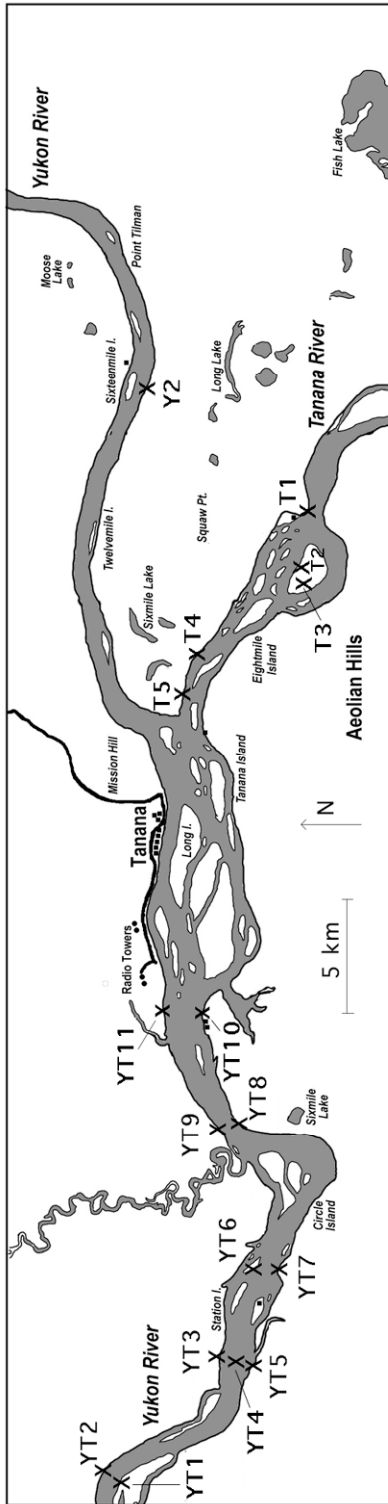 Yukon River
Moose
Lake
Point Tilman
Sixteenmile I.
Y2
Fish Lake
Long Lake
Tanana River
Squaw Pt.
T1
T2
T3
Twelvemile I.
Sixmile Lake
T4
T5
Eightmile
Island
Aeolian Hills
Mission Hill
Tanana
Long I.
Tanana Island
N
5 km
Radio Towers
YT11
YT10
YT9
YT8
Sixmile
Lake
Circle
Island
YT6
YT7
Station I.
YT3
YT4
YT5
Yukon River
YT2
YT1